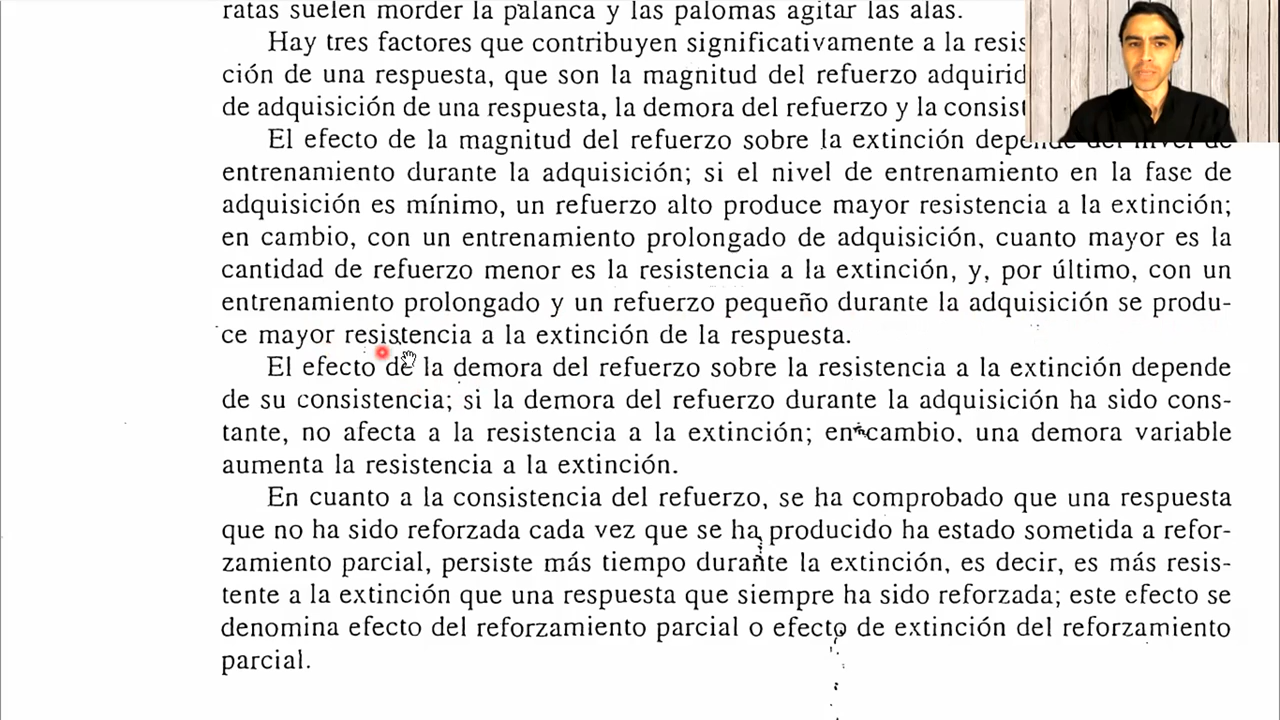 ratas suelen morder la palanca y las palomas agitar las alas.
Hay tres factores que contribuyen significativamente a la resis
ción de una respuesta, que son la magnitud del refuerzo adquirid
de adquisición de una respuesta, la demora del refuerzo y la consist
El efecto de la magnitud del refuerzo sobre la extinción depende del nivel de
entrenamiento durante la adquisición; si el nivel de entrenamiento en la fase de
adquisición es mínimo, un refuerzo alto produce mayor resistencia a la extinción;
en cambio, con un entrenamiento prolongado de adquisición, cuanto mayor es la
cantidad de refuerzo menor es la resistencia a la extinción, y, por último, con un
entrenamiento prolongado y un refuerzo pequeño durante la adquisición se produ-
ce mayor resistencia a la extinción de la respuesta.
El efecto de la demora del refuerzo sobre la resistencia a la extinción depende
de su consistencia; si la demora del refuerzo durante la adquisición ha sido cons-
tante, no afecta a la resistencia a la extinción; en cambio, una demora variable
aumenta la resistencia a la extinción.
En cuanto a la consistencia del refuerzo, se ha comprobado que una respuesta
que no ha sido reforzada cada vez que se ha producido ha estado sometida a refor-
zamiento parcial, persiste más tiempo durante la extinción, es decir, es más resis-
tente a la extinción que una respuesta que siempre ha sido reforzada; este efecto se
denomina efecto del reforzamiento parcial o efecto de extinción del reforzamiento
parcial.